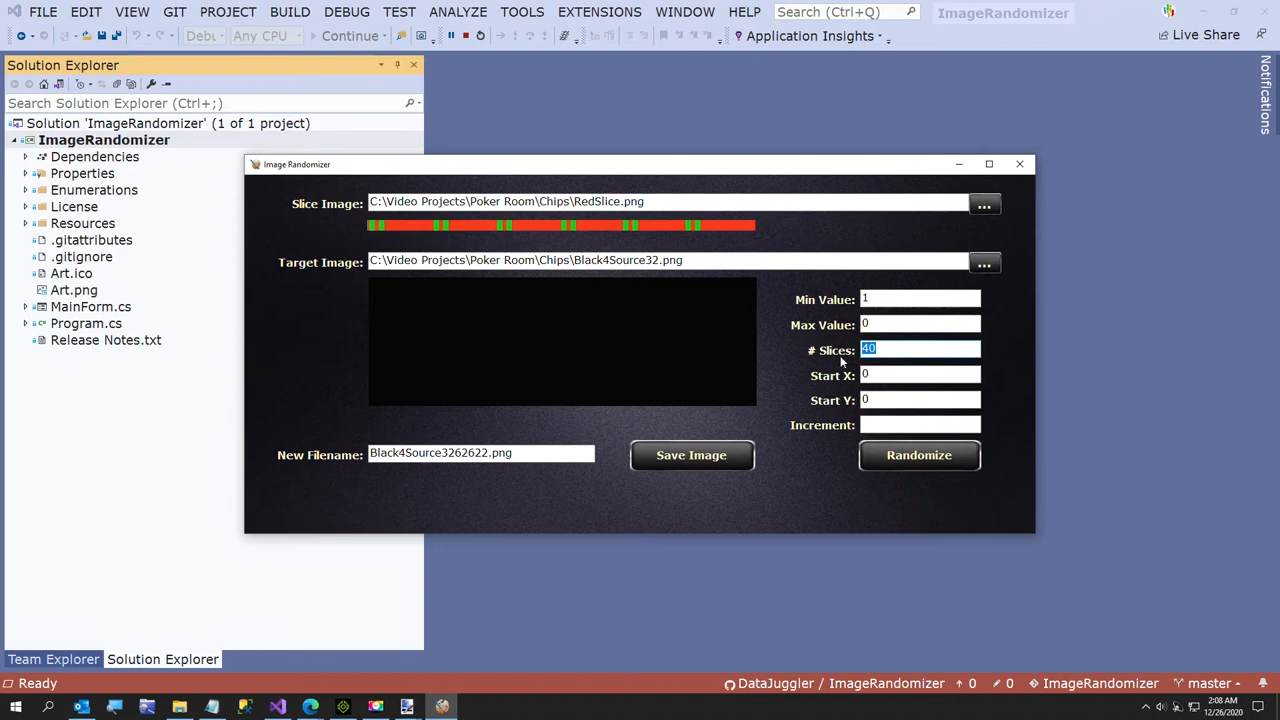 FILE EDIT VIEW GIT PROJECT BUILD DEBUG TEST ANALYZE TOOLS EXTENSIONS WINDOW HELP Search (Ctrl+Q) ImageRandomizer
Debu Any CPU Continue Application Insights Live Share
Solution Explorer
Notifications
Search Solution Explorer (Ctrl+;)
Solution 'ImageRandomizer' (1 of 1 project)
ImageRandomizer
Dependencies
Properties
Enumerations
License
Resources
.gitattributes
.gitignore
Art.ico
Art.png
MainForm.cs
Program.cs
Release Notes.txt
Image Randomizer
Slice Image: C:\Video Projects\Poker Room\Chips\RedSlice.png ...
Target Image: C:\Video Projects\Poker Room\Chips\Black4Source32.png ...
Min Value: 1
Max Value: 0
# Slices: 40
Start X: 0
Start Y: 0
Increment:
New Filename: Black4Source3262622.png Save Image Randomize
Team Explorer Solution Explorer
Ready DataJuggler / ImageRandomizer 0 0 ImageRandomizer master
2:08 AM
12/26/2020